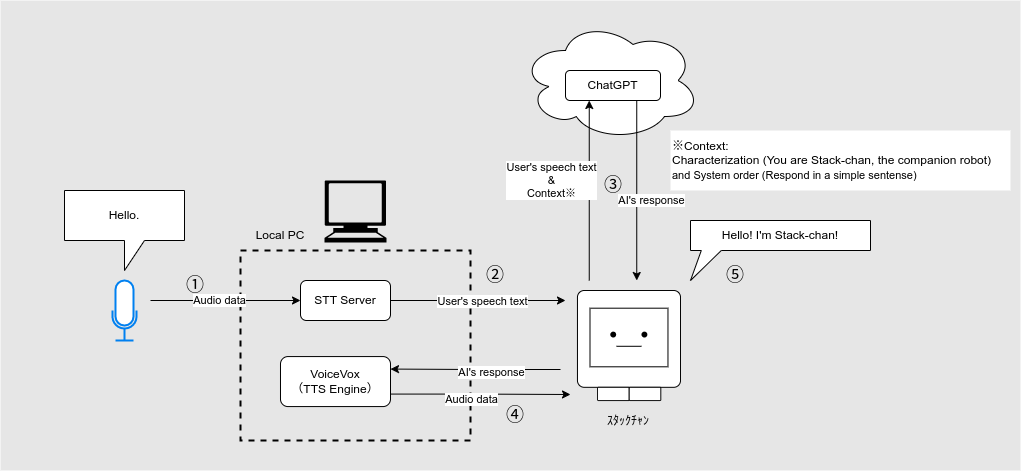 ChatGPT
※Context:
Characterization (You are Stack-chan, the companion robot)
and System order (Respond in a simple sentense)
User's speech text
&
Context※
③
AI's response
Hello.
Local PC
Hello! I'm Stack-chan!
⑤
①
Audio data
STT Server
②
User's speech text
VoiceVox
（TTS Engine）
AI's response
Audio data
④
ｽﾀｯｸﾁｬﾝ